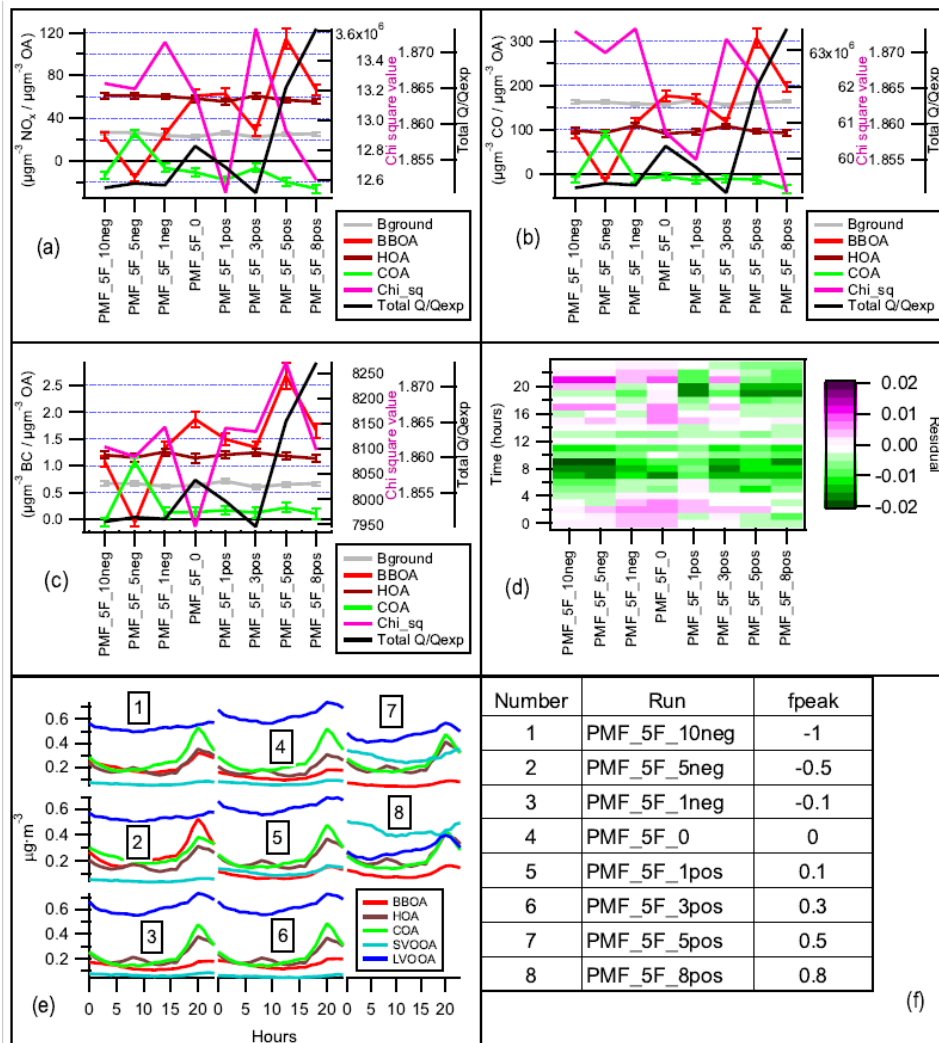 120
100
80
60
40
20
0
(µgm⁻³ NOₓ / µgm⁻³ OA)
3.6x10⁶
13.4
13.2
13.0
12.8
12.6
1.870
1.865
1.860
1.855
Chi square value
Total Q/Qexp
PMF_5F_10neg
PMF_5F_5neg
PMF_5F_1neg
PMF_5F_0
PMF_5F_1pos
PMF_5F_3pos
PMF_5F_5pos
PMF_5F_8pos
(a)
Bground
BBOA
HOA
COA
Chi_sq
Total Q/Qexp
300
200
100
0
(µgm⁻³ CO / µgm⁻³ OA)
63x10⁶
62
61
60
1.870
1.865
1.860
1.855
Chi square value
Total Q/Qexp
PMF_5F_10neg
PMF_5F_5neg
PMF_5F_1neg
PMF_5F_0
PMF_5F_1pos
PMF_5F_3pos
PMF_5F_5pos
PMF_5F_8pos
(b)
Bground
BBOA
HOA
COA
Chi_sq
Total Q/Qexp
2.5
2.0
1.5
1.0
0.5
0.0
(µgm⁻³ BC / µgm⁻³ OA)
8250
8200
8150
8100
8050
8000
7950
1.870
1.865
1.860
1.855
Chi square value
Total Q/Qexp
PMF_5F_10neg
PMF_5F_5neg
PMF_5F_1neg
PMF_5F_0
PMF_5F_1pos
PMF_5F_3pos
PMF_5F_5pos
PMF_5F_8pos
(c)
Bground
BBOA
HOA
COA
Chi_sq
Total Q/Qexp
20
16
12
8
4
0
Time (hours)
0.02
0.01
0.00
-0.01
-0.02
Residual
PMF_5F_10neg
PMF_5F_5neg
PMF_5F_1neg
PMF_5F_0
PMF_5F_1pos
PMF_5F_3pos
PMF_5F_5pos
PMF_5F_8pos
(d)
1
4
7
0.6
0.4
0.2
2
5
8
0.6
0.4
0.2
µg·m⁻³
3
6
0.6
0.4
0.2
BBOA
HOA
COA
SVOOA
LVOOA
0 5 10 15 20
0 5 10 15 20
0 5 10 15 20
Hours
(e)
Number Run fpeak
1 PMF_5F_10neg -1
2 PMF_5F_5neg -0.5
3 PMF_5F_1neg -0.1
4 PMF_5F_0 0
5 PMF_5F_1pos 0.1
6 PMF_5F_3pos 0.3
7 PMF_5F_5pos 0.5
8 PMF_5F_8pos 0.8
(f)